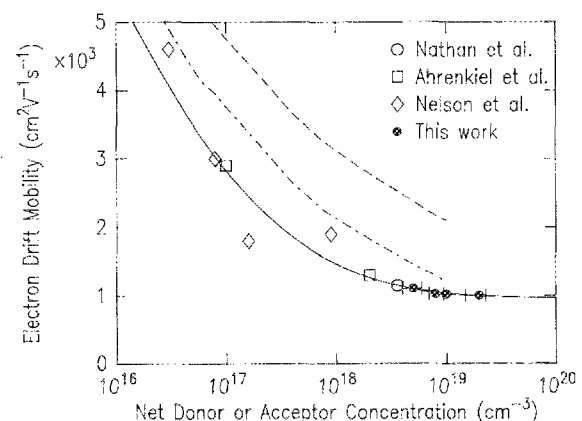 5
×10³
4
3
2
1
0
Electron Drift Mobility (cm²V⁻¹s⁻¹)
Nathan et al.
Ahrenkiel et al.
Nelson et al.
This work
10¹⁶ 10¹⁷ 10¹⁸ 10¹⁹ 10²⁰
Net Donor or Acceptor Concentration (cm⁻³)